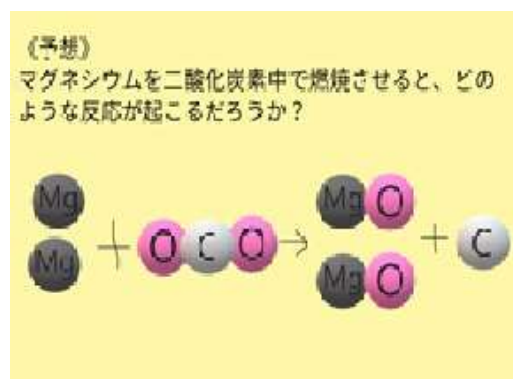 《予想》
マグネシウムを二酸化炭素中で燃焼させると、どの
ような反応が起こるだろうか？
Mg Mg O
Mg + O C O → Mg O + C